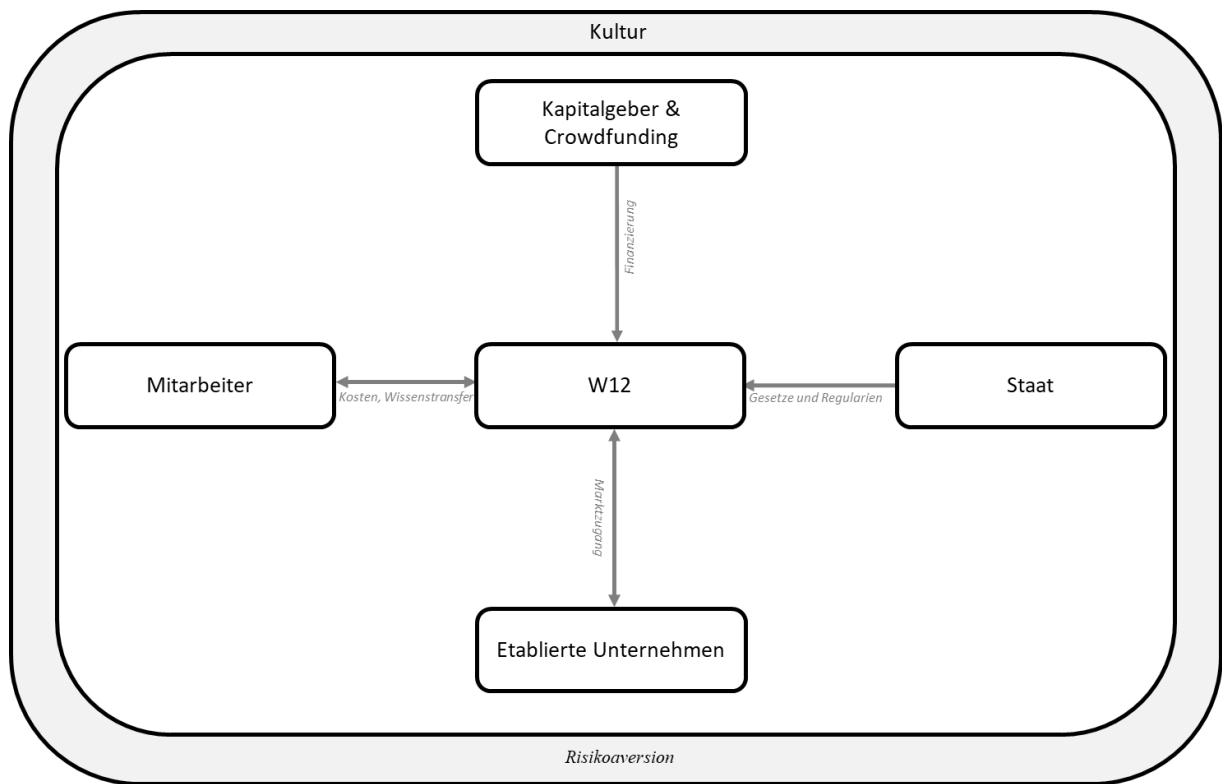 Kultur
Kapitalgeber &
Crowdfunding
Finanzierung
Mitarbeiter
Kosten, Wissenstransfer
W12
Gesetze und Regularien
Staat
Marktzugang
Etablierte Unternehmen
Risikoaversion